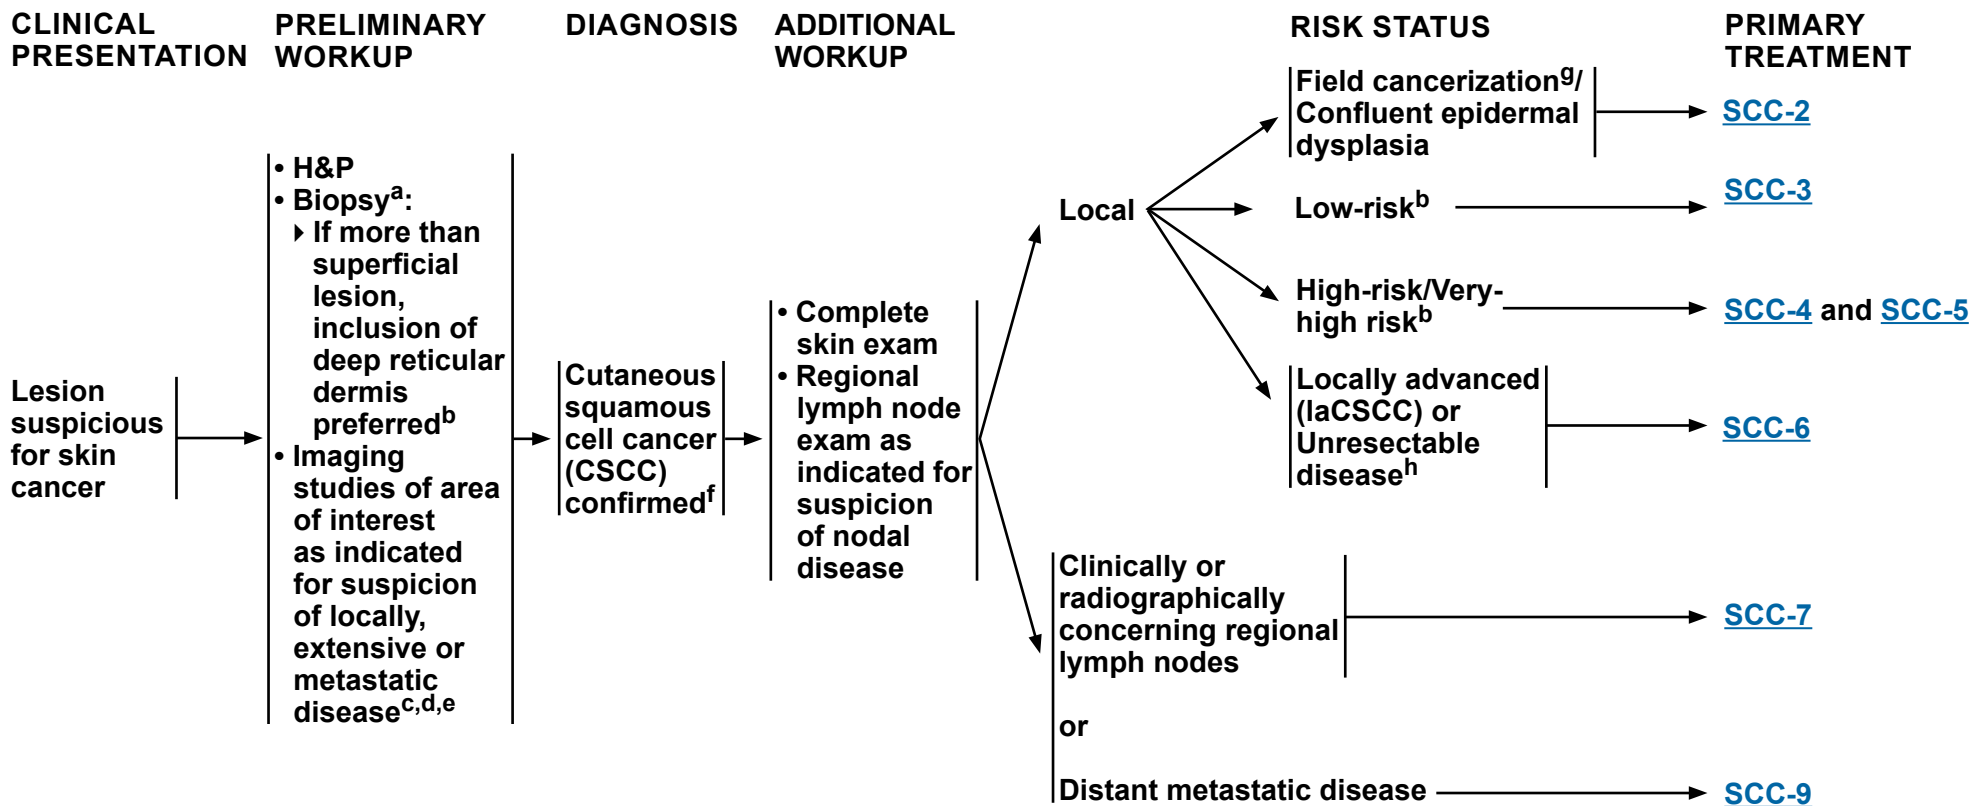 CLINICAL
PRESENTATION
PRELIMINARY
WORKUP
DIAGNOSIS
ADDITIONAL
WORKUP
RISK STATUS
PRIMARY
TREATMENT
Lesion
suspicious
for skin
cancer
• H&P
• Biopsyᵃ:
▸ If more than
superficial
lesion,
inclusion of
deep reticular
dermis
preferredᵇ
• Imaging
studies of area
of interest
as indicated
for suspicion
of locally,
extensive or
metastatic
diseaseᶜ,ᵈ,ᵉ
Cutaneous
squamous
cell cancer
(CSCC)
confirmedᶠ
• Complete
skin exam
• Regional
lymph node
exam as
indicated for
suspicion
of nodal
disease
Local
Field cancerizationᵍ/
Confluent epidermal
dysplasia
SCC-2
Low-riskᵇ
SCC-3
High-risk/Very-
high riskᵇ
SCC-4 and SCC-5
Locally advanced
(laCSCC) or
Unresectable
diseaseʰ
SCC-6
Clinically or
radiographically
concerning regional
lymph nodes
SCC-7
or
Distant metastatic disease
SCC-9